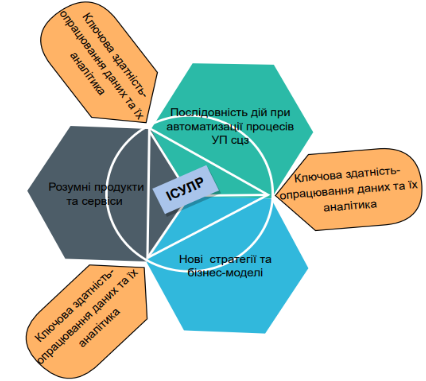 Ключова здатність-
опрацювання даних та їх
аналітика
Послідовність дій при
автоматизації процесів
УП сцз
Розумні продукти
та сервіси
ІСУЛР
Ключова здатність-
опрацювання даних та їх
аналітика
Нові стратегії та
бізнес-моделі
Ключова здатність-
опрацювання даних та їх
аналітика